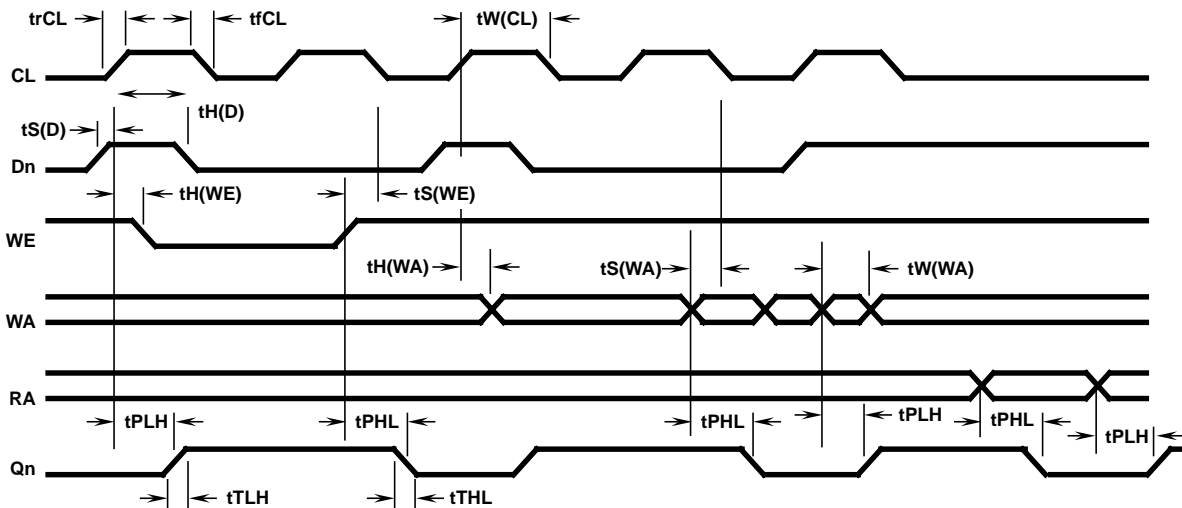 trCL tfCL tW(CL)
CL
tH(D)
tS(D)
Dn
tH(WE) tS(WE)
WE
tH(WA) tS(WA) tW(WA)
WA
RA
tPLH tPHL tPHL tPLH tPHL
tPLH
Qn
tTLH tTHL